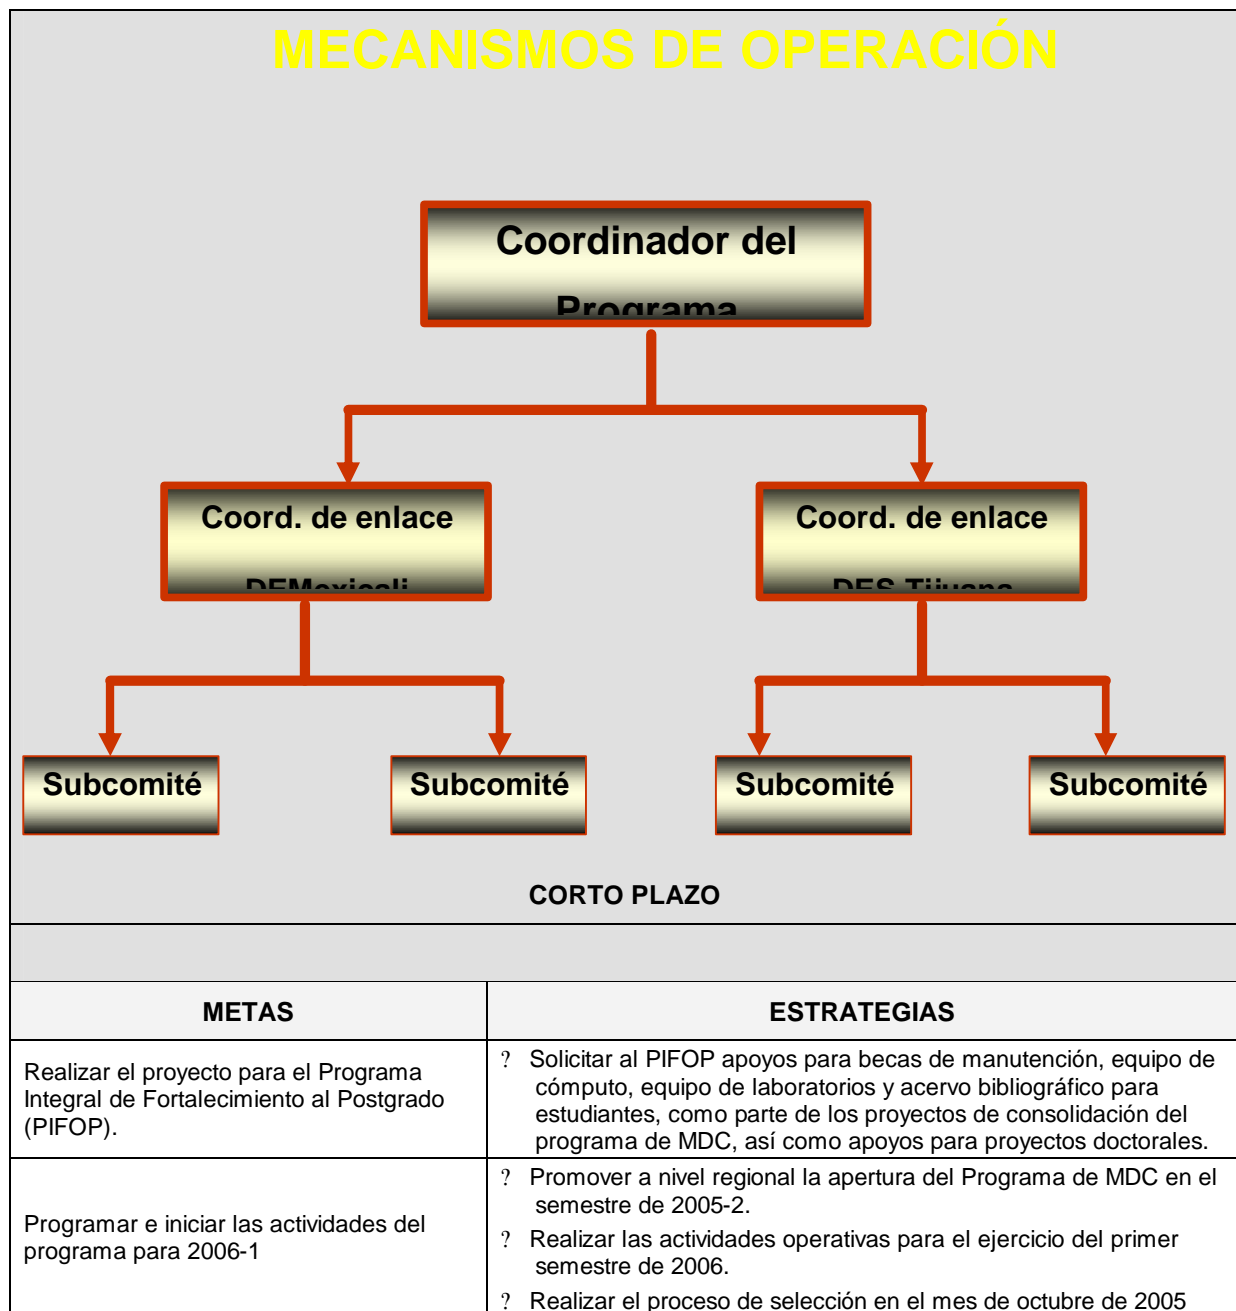 MECANISMOS DE OPERACIÓN
Coordinador del
Programa
Coord. de enlace
DEMexicali
Coord. de enlace
DES Tijuana
Subcomité
Subcomité
Subcomité
Subcomité
CORTO PLAZO
METAS
ESTRATEGIAS
Realizar el proyecto para el Programa
Integral de Fortalecimiento al Postgrado
(PIFOP).
? Solicitar al PIFOP apoyos para becas de manutención, equipo de
cómputo, equipo de laboratorios y acervo bibliográfico para
estudiantes, como parte de los proyectos de consolidación del
programa de MDC, así como apoyos para proyectos doctorales.
Programar e iniciar las actividades del
programa para 2006-1
? Promover a nivel regional la apertura del Programa de MDC en el
semestre de 2005-2.
? Realizar las actividades operativas para el ejercicio del primer
semestre de 2006.
? Realizar el proceso de selección en el mes de octubre de 2005